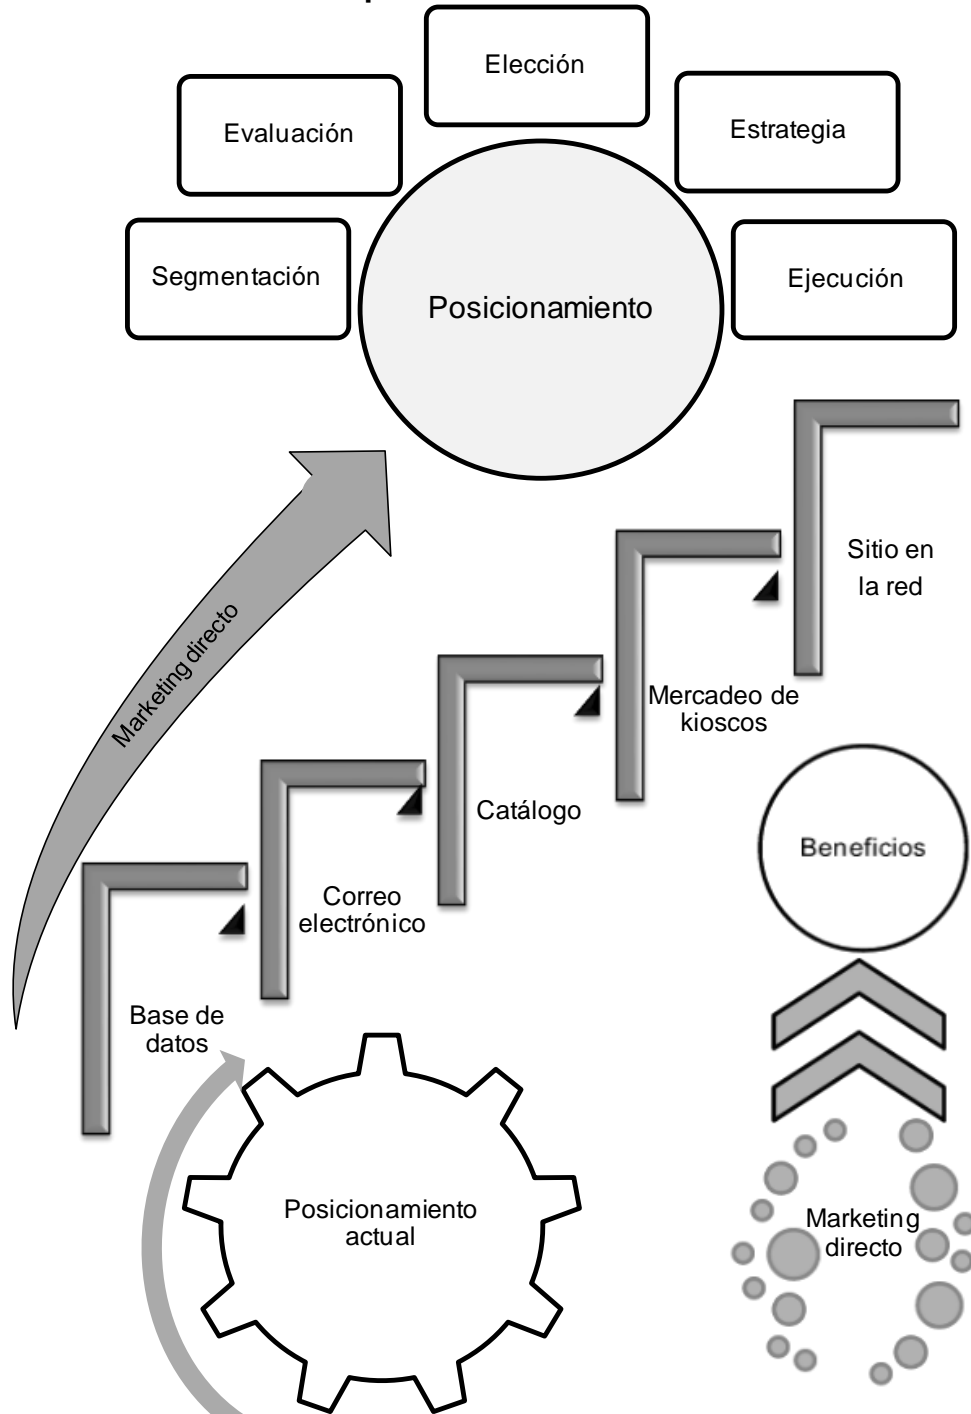 Elección
Evaluación
Estrategia
Segmentación
Posicionamiento
Ejecución
Marketing directo
Sitio en
la red
Mercadeo de
kioscos
Catálogo
Correo
electrónico
Base de
datos
Beneficios
Posicionamiento
actual
Marketing
directo